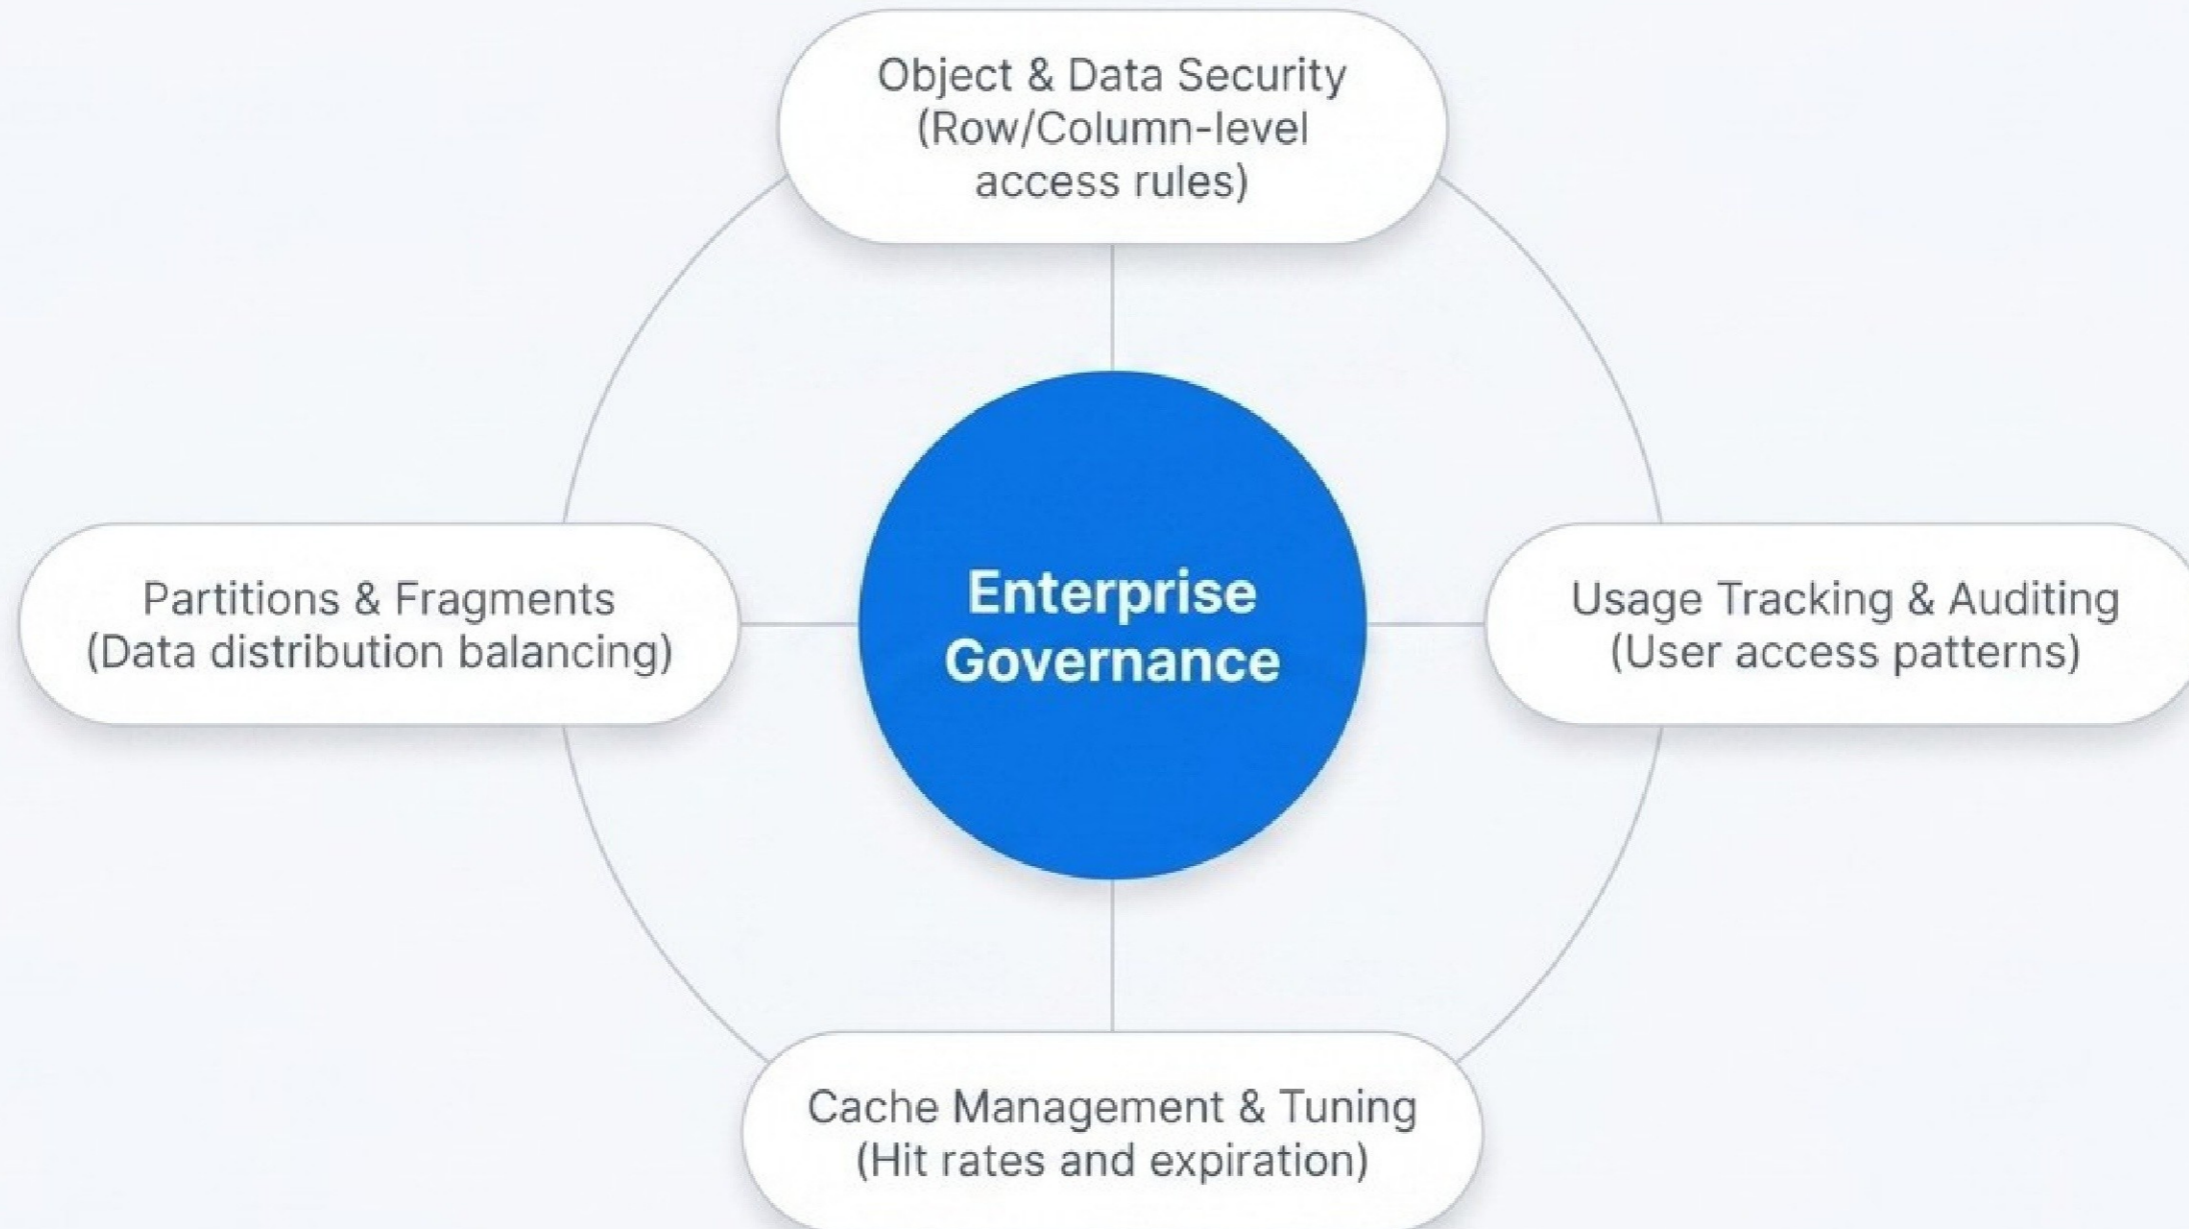 Object & Data Security
(Row/Column-level
access rules)
Partitions & Fragments
(Data distribution balancing)
Enterprise
Governance
Usage Tracking & Auditing
(User access patterns)
Cache Management & Tuning
(Hit rates and expiration)